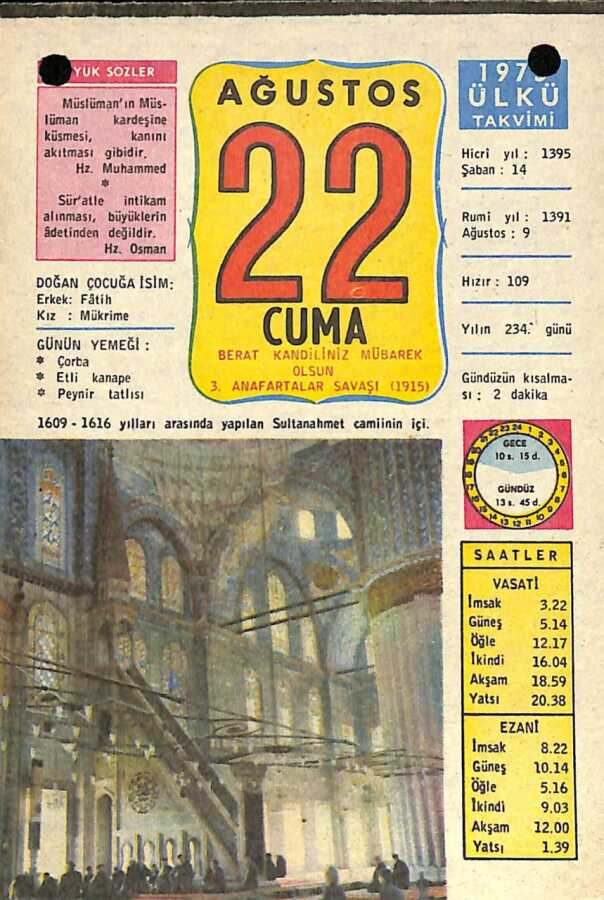 YÜK SÖZLER
Müslüman'ın Müs-
lüman kardeşine
küsmesi, kanını
akıtması gibidir.
Hz. Muhammed
*
Sür'atle intikam
alınması, büyüklerin
âdetinden değildir.
Hz. Osman
DOĞAN ÇOCUĞA İSİM:
Erkek: Fâtih
Kız : Mükrime
GÜNÜN YEMEĞİ :
* Çorba
* Etli kanape
* Peynir tatlısı
AĞUSTOS
22
CUMA
BERAT KANDİLİNİZ MÜBAREK
OLSUN
3. ANAFARTALAR SAVAŞI (1915)
197
ÜLKÜ
TAKVİMİ
Hicri yıl : 1395
Şaban : 14
Rumi yıl : 1391
Ağustos : 9
Hızır : 109
Yılın 234. günü
Gündüzün kısalma-
sı : 2 dakika
1609 - 1616 yılları arasında yapılan Sultanahmet camiinin içi.
GECE
10 s. 15 d.
GÜNDÜZ
13 s. 45 d.
SAATLER
VASATİ
İmsak 3.22
Güneş 5.14
Öğle 12.17
İkindi 16.04
Akşam 18.59
Yatsı 20.38
EZANİ
İmsak 8.22
Güneş 10.14
Öğle 5.16
İkindi 9.03
Akşam 12.00
Yatsı 1.39